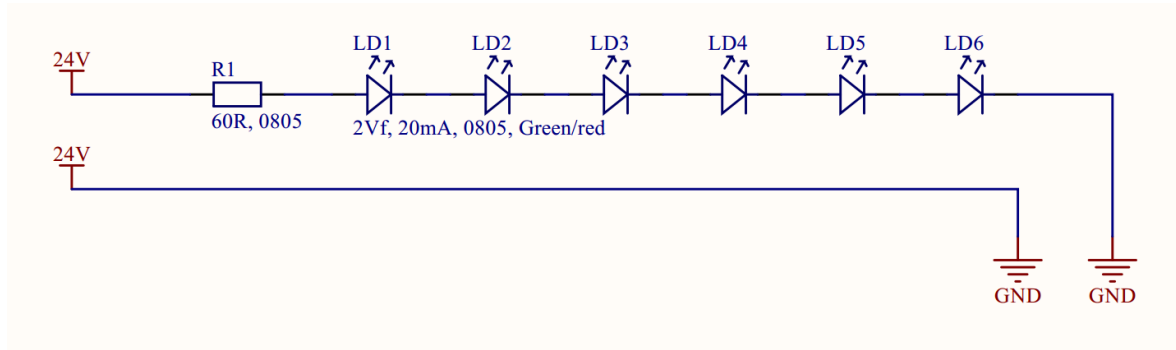 24V
R1
60R, 0805
LD1
LD2
LD3
LD4
LD5
LD6
2Vf, 20mA, 0805, Green/red
24V
GND
GND